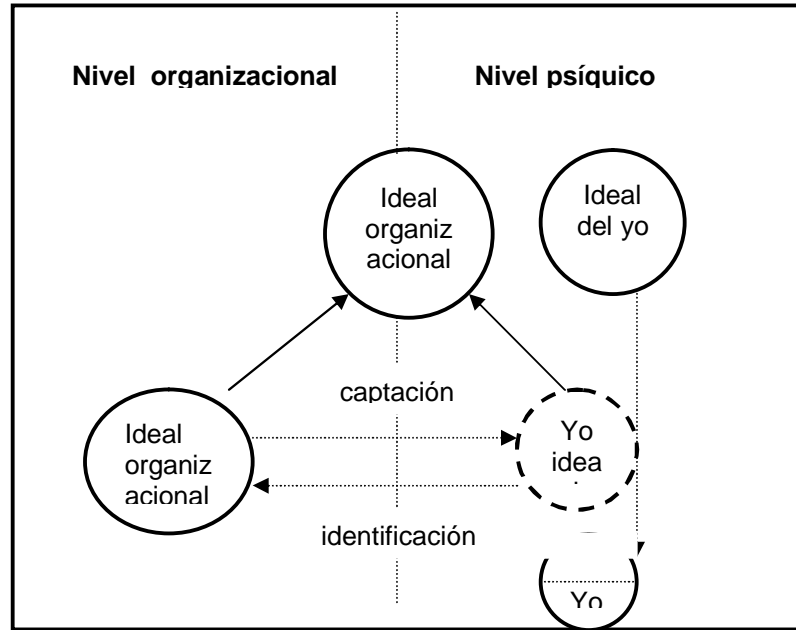 Nivel organizacional
Nivel psíquico
Ideal
organiz
acional
Ideal
del yo
captación
Ideal
organiz
acional
Yo
idea
identificación
Yo